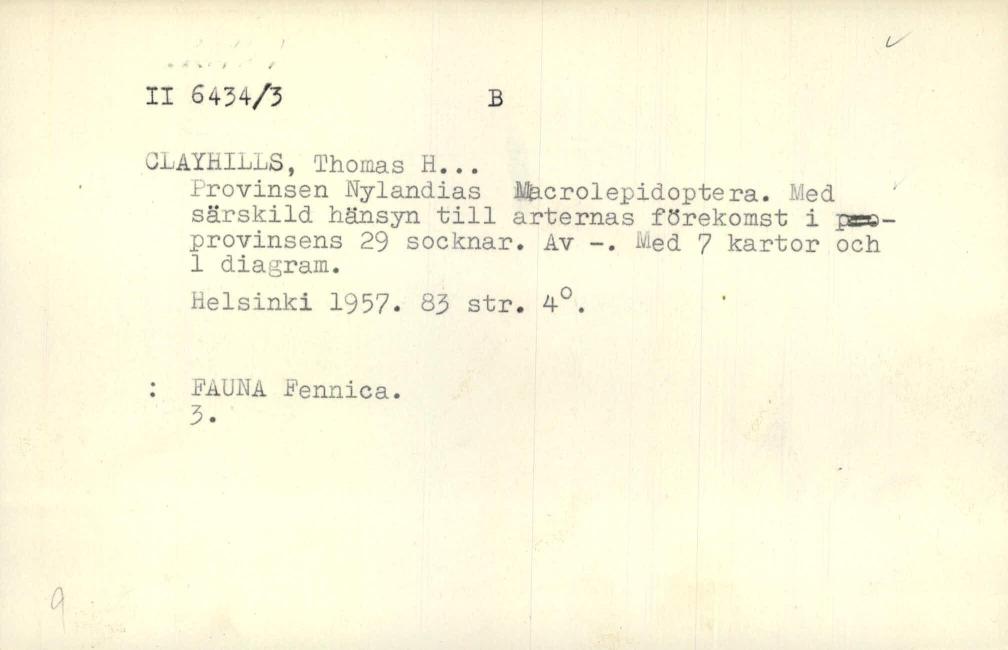 II 6434/3 B
CLAYHILLS, Thomas H...
Provinsen Nylandias Macrolepidoptera. Med
särskild hänsyn till arternas förekomst i
provinsens 29 socknar. Av -. Med 7 kartor och
1 diagram.
Helsinki 1957. 83 str. 4°.
: FAUNA Fennica.
3.
9